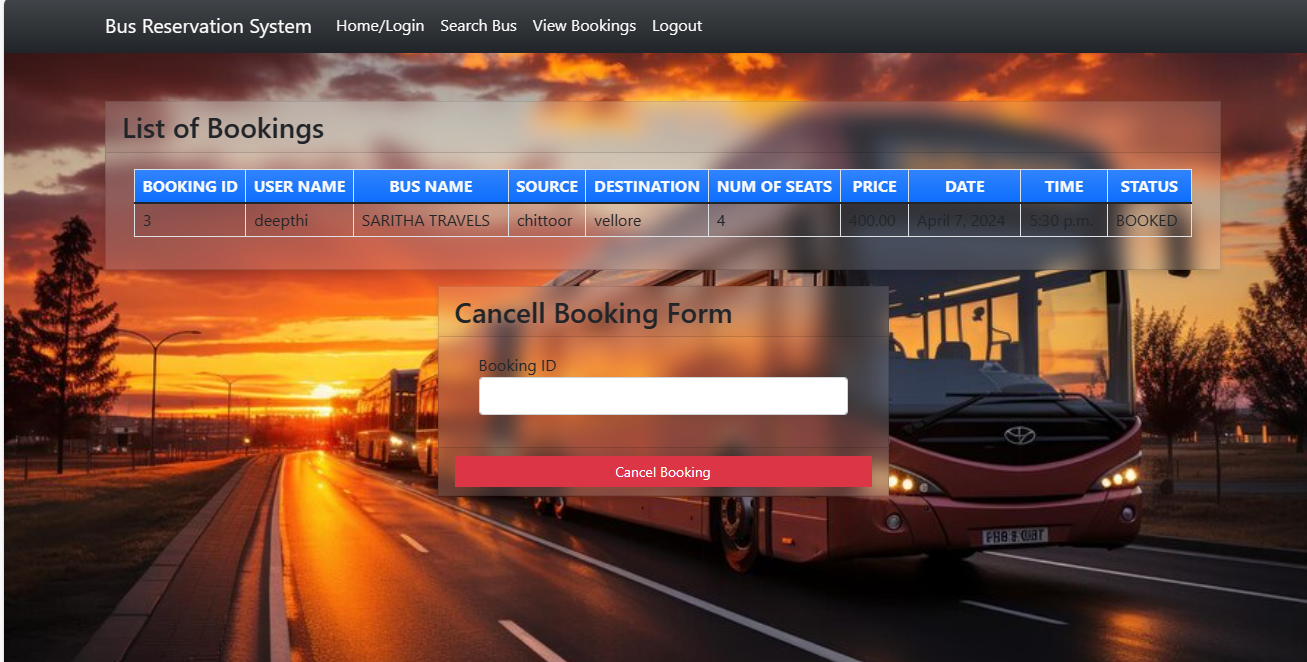 Bus Reservation System Home/Login Search Bus View Bookings Logout
List of Bookings
BOOKING ID USER NAME BUS NAME SOURCE DESTINATION NUM OF SEATS PRICE DATE TIME STATUS
3 deepthi SARITHA TRAVELS chittoor vellore 4 400.00 April 7, 2024 5:30 p.m. BOOKED
Cancell Booking Form
Booking ID
Cancel Booking